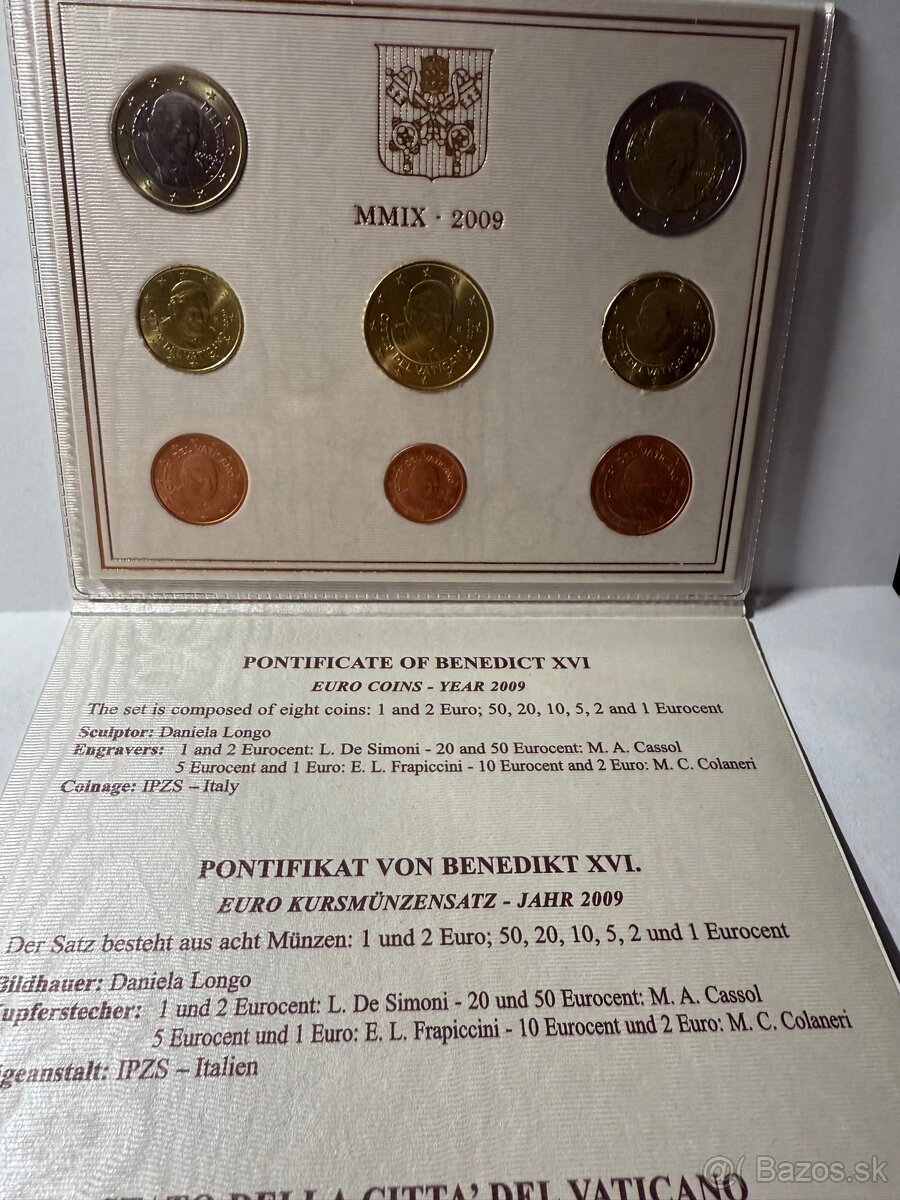 MMIX · 2009
PONTIFICATE OF BENEDICT XVI
EURO COINS - YEAR 2009
The set is composed of eight coins: 1 and 2 Euro; 50, 20, 10, 5, 2 and 1 Eurocent
Sculptor: Daniela Longo
Engravers: 1 and 2 Eurocent: L. De Simoni - 20 and 50 Eurocent: M. A. Cassol
5 Eurocent and 1 Euro: E. L. Frapiccini - 10 Eurocent and 2 Euro: M. C. Colaneri
Coinage: IPZS – Italy
PONTIFIKAT VON BENEDIKT XVI.
EURO KURSMÜNZENSATZ - JAHR 2009
Der Satz besteht aus acht Münzen: 1 und 2 Euro; 50, 20, 10, 5, 2 und 1 Eurocent
Bildhauer: Daniela Longo
upferstecher: 1 und 2 Eurocent: L. De Simoni - 20 und 50 Eurocent: M. A. Cassol
5 Eurocent und 1 Euro: E. L. Frapiccini - 10 Eurocent und 2 Euro: M. C. Colaneri
geanstalt: IPZS – Italien
STATO DELLA CITTA' DEL VATICANO
Bazos.sk